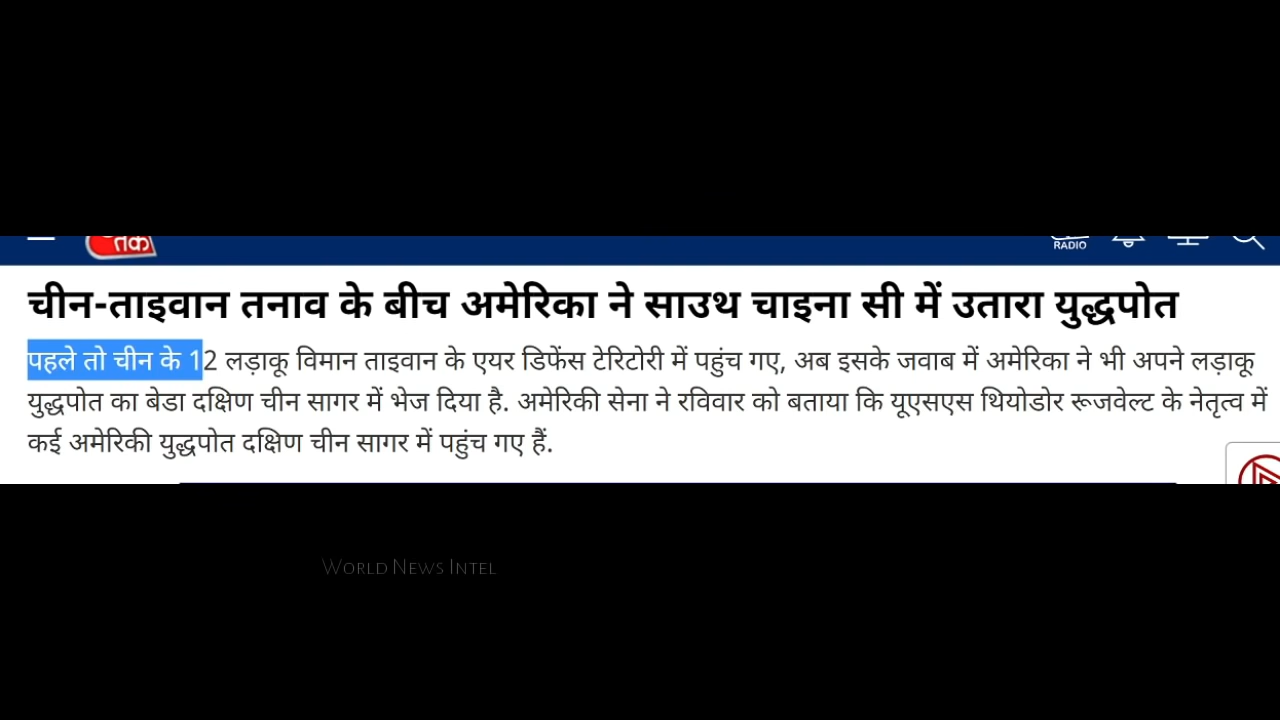 तक
RADIO
चीन-ताइवान तनाव के बीच अमेरिका ने साउथ चाइना सी में उतारा युद्धपोत
पहले तो चीन के 12 लड़ाकू विमान ताइवान के एयर डिफेंस टेरिटोरी में पहुंच गए, अब इसके जवाब में अमेरिका ने भी अपने लड़ाकू
युद्धपोत का बेडा दक्षिण चीन सागर में भेज दिया है. अमेरिकी सेना ने रविवार को बताया कि यूएसएस थियोडोर रूजवेल्ट के नेतृत्व में
कई अमेरिकी युद्धपोत दक्षिण चीन सागर में पहुंच गए हैं.
WORLD NEWS INTEL